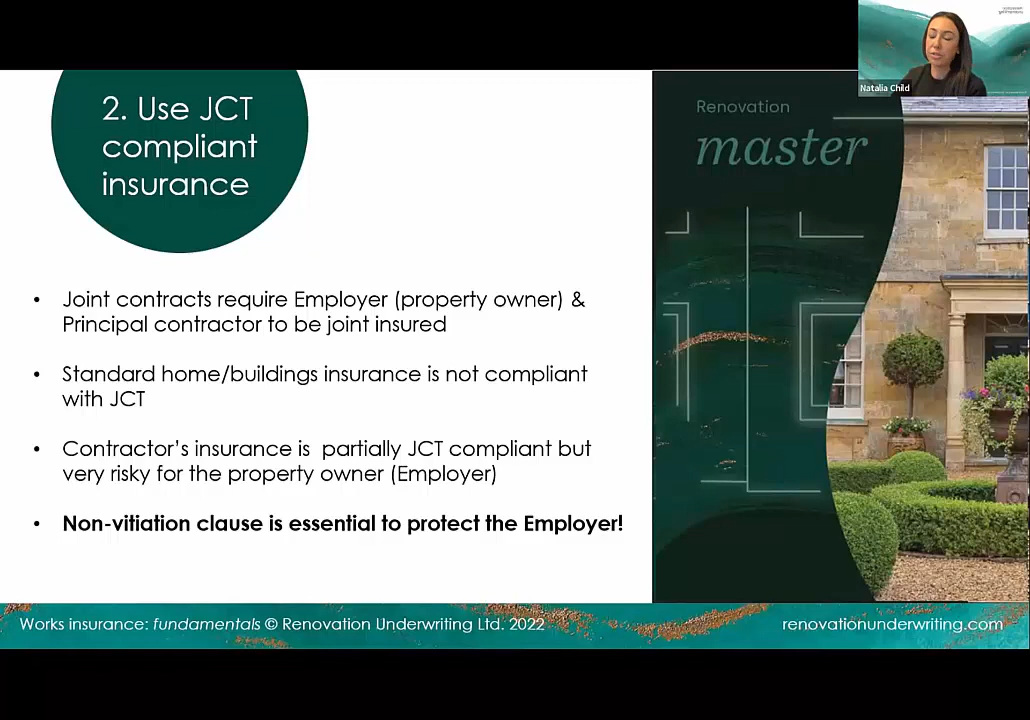 Natalia Child
2. Use JCT
compliant
insurance
Renovation
master
• Joint contracts require Employer (property owner) &
Principal contractor to be joint insured
• Standard home/buildings insurance is not compliant
with JCT
• Contractor’s insurance is partially JCT compliant but
very risky for the property owner (Employer)
• Non-vitiation clause is essential to protect the Employer!
Works insurance: fundamentals © Renovation Underwriting Ltd. 2022
renovationunderwriting.com